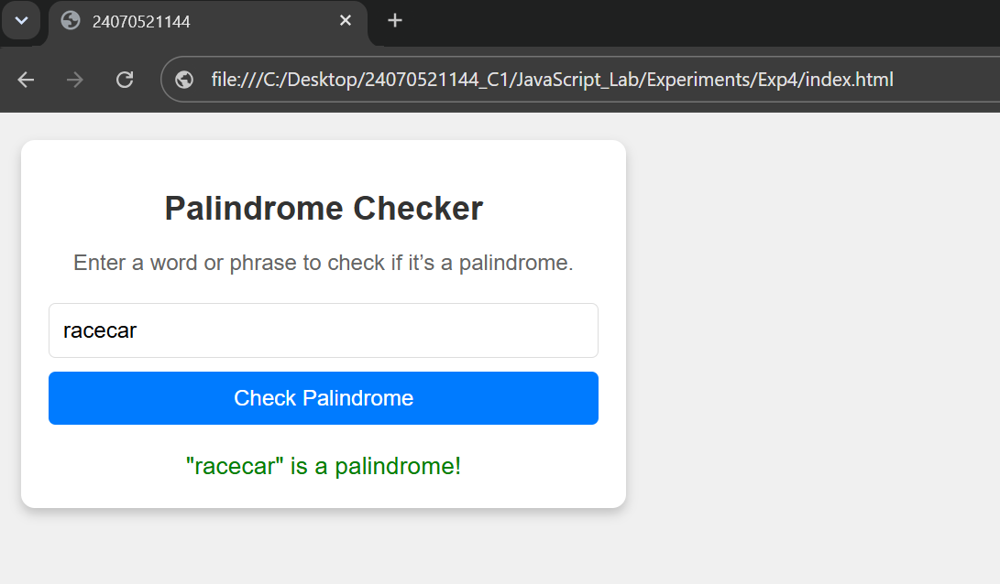 24070521144
file:///C:/Desktop/24070521144_C1/JavaScript_Lab/Experiments/Exp4/index.html
Palindrome Checker
Enter a word or phrase to check if it’s a palindrome.
racecar
Check Palindrome
"racecar" is a palindrome!